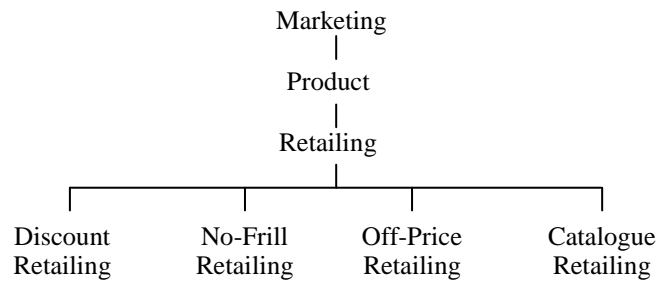 Marketing
Product
Retailing
Discount Retailing
No-Frill Retailing
Off-Price Retailing
Catalogue Retailing